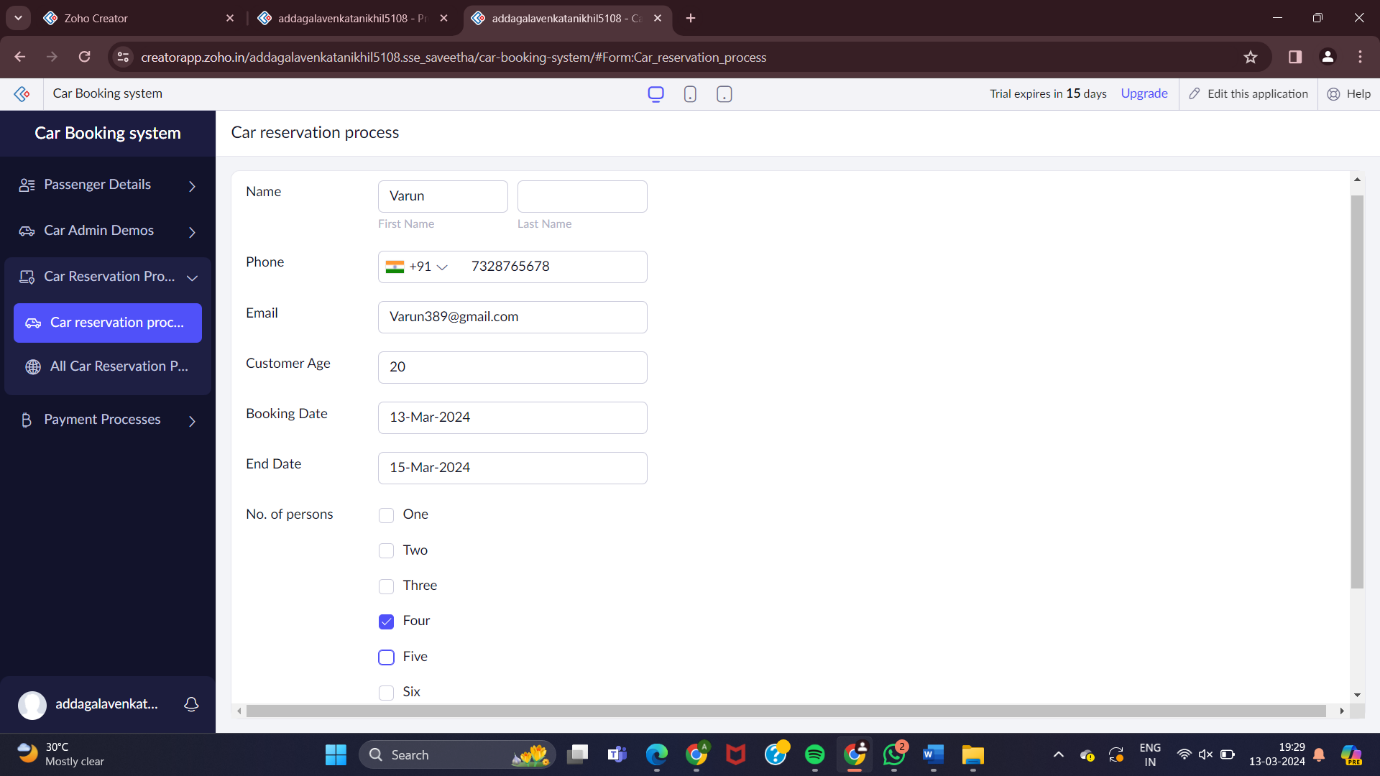 Zoho Creator
addagalavenkatanikhil5108 - Pr
addagalavenkatanikhil5108 - Ca
creatorapp.zoho.in/addagalavenkatanikhil5108.sse_saveetha/car-booking-system/#Form:Car_reservation_process
Car Booking system
Trial expires in 15 days
Upgrade
Edit this application
Help
Car Booking system
Car reservation process
Passenger Details
Car Admin Demos
Car Reservation Pro...
Car reservation proc...
All Car Reservation P...
Payment Processes
addagalavenkat...
Name
Varun
First Name
Last Name
Phone
+91
7328765678
Email
Varun389@gmail.com
Customer Age
20
Booking Date
13-Mar-2024
End Date
15-Mar-2024
No. of persons
One
Two
Three
Four
Five
Six
30°C
Mostly clear
Search
A
2
W
PRE
ENG
IN
19:29
13-03-2024